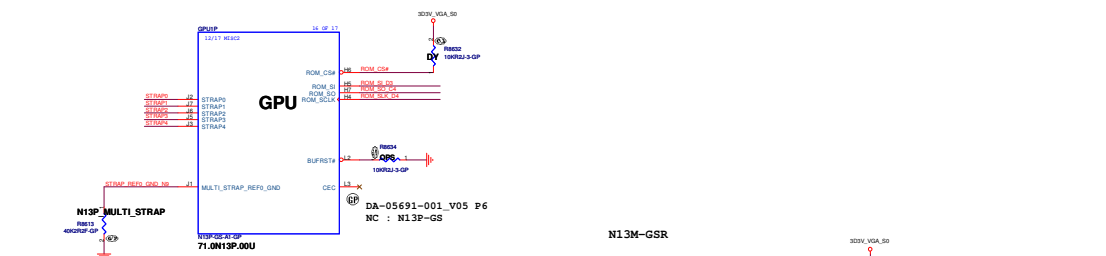 3D3V_VGA_S0
GPU1P
16 OF 17
12/17 MISC2
R8632
DY
10KR2J-3-GP
ROM_CS#
H6
ROM_CS#
ROM_SI
H5
ROM_SI_D3
ROM_SO
H7
ROM_SO_C4
ROM_SCLK
H4
ROM_SLK_D4
GPU
STRAP0
J2
STRAP0
STRAP1
J7
STRAP1
STRAP2
J6
STRAP2
STRAP3
J5
STRAP3
STRAP4
J3
STRAP4
R8634
BUFRST#
L2
OPS
1
10KR2J-3-GP
STRAP_REF0_GND_N9
J1
MULTI_STRAP_REF0_GND
CEC
L3
GP
DA-05691-001_V05 P6
NC : N13P-GS
N13P_MULTI_STRAP
R8613
40K2R2F-GP
N13P-GS-A1-GP
71.0N13P.00U
N13M-GSR
3D3V_VGA_S0